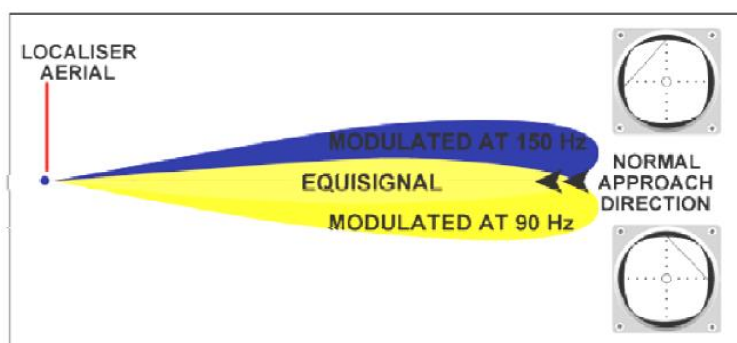 LOCALISER
AERIAL
MODULATED AT 150 Hz
EQUISIGNAL
NORMAL
APPROACH
DIRECTION
MODULATED AT 90 Hz